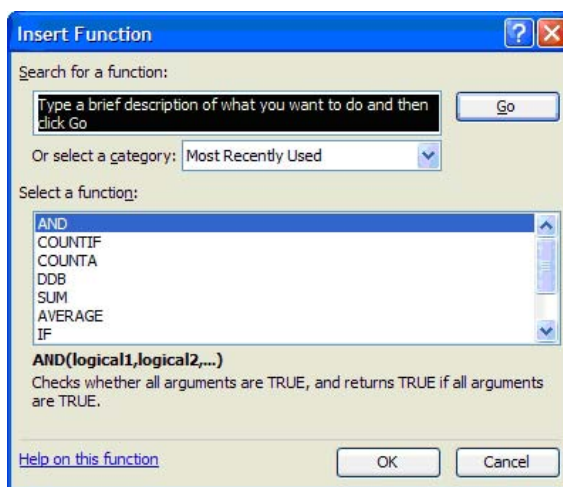 Insert Function
Search for a function:
Type a brief description of what you want to do and then
click Go
Go
Or select a category: Most Recently Used
Select a function:
AND
COUNTIF
COUNTA
DDB
SUM
AVERAGE
IF
AND(logical1,logical2,...)
Checks whether all arguments are TRUE, and returns TRUE if all arguments
are TRUE.
Help on this function
OK
Cancel